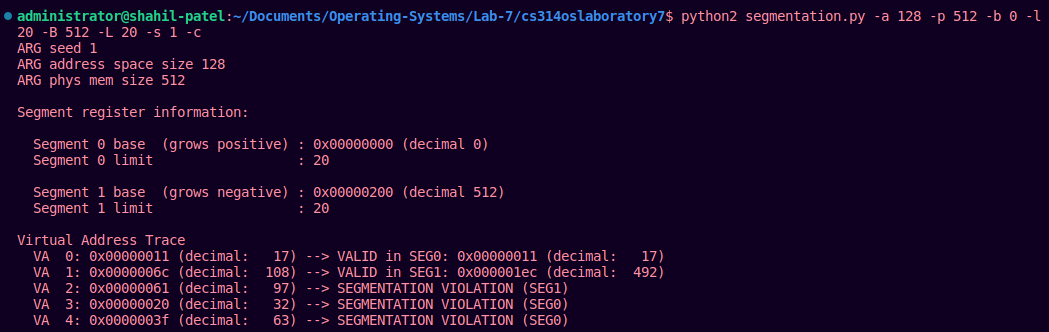 administrator@shahil-patel:~/Documents/Operating-Systems/Lab-7/cs314oslaboratory7$ python2 segmentation.py -a 128 -p 512 -b 0 -l
20 -B 512 -L 20 -s 1 -c
ARG seed 1
ARG address space size 128
ARG phys mem size 512
Segment register information:
Segment 0 base  (grows positive) : 0x00000000 (decimal 0)
Segment 0 limit                  : 20
Segment 1 base  (grows negative) : 0x00000200 (decimal 512)
Segment 1 limit                  : 20
Virtual Address Trace
VA  0: 0x00000011 (decimal:   17) --> VALID in SEG0: 0x00000011 (decimal:   17)
VA  1: 0x0000006c (decimal:  108) --> VALID in SEG1: 0x000001ec (decimal:  492)
VA  2: 0x00000061 (decimal:   97) --> SEGMENTATION VIOLATION (SEG1)
VA  3: 0x00000020 (decimal:   32) --> SEGMENTATION VIOLATION (SEG0)
VA  4: 0x0000003f (decimal:   63) --> SEGMENTATION VIOLATION (SEG0)